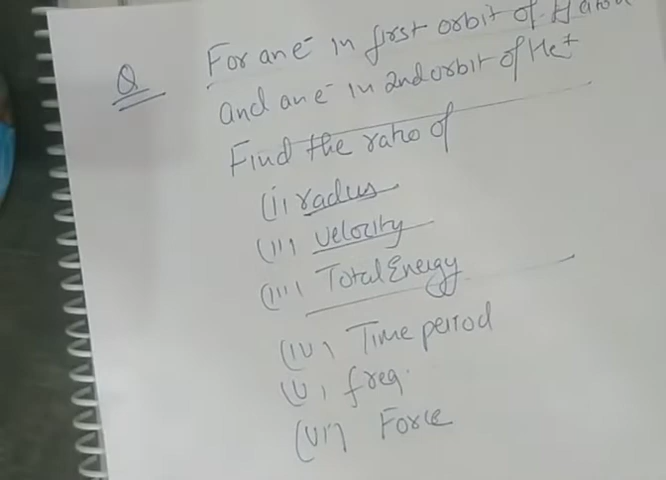 Q For an e⁻ in first orbit of H atom
and an e⁻ in 2nd orbit of He⁺
Find the ratio of
(i) radius
(ii) velocity
(iii) Total Energy
(iv) Time period
(v) freq.
(vi) Force